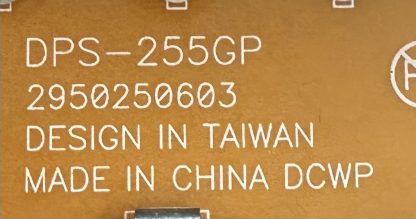 DPS-255GP
2950250603
DESIGN IN TAIWAN
MADE IN CHINA DCWP